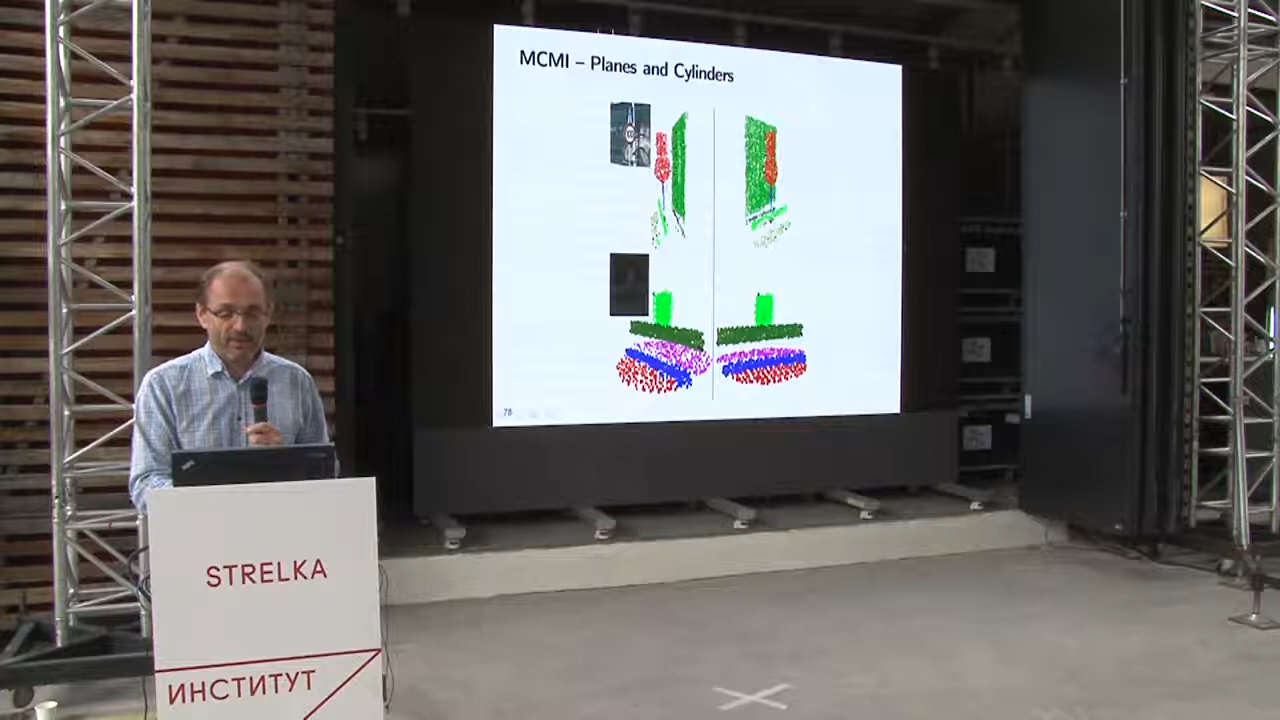 MCMI – Planes and Cylinders
78
STRELKA
ИНСТИТУТ